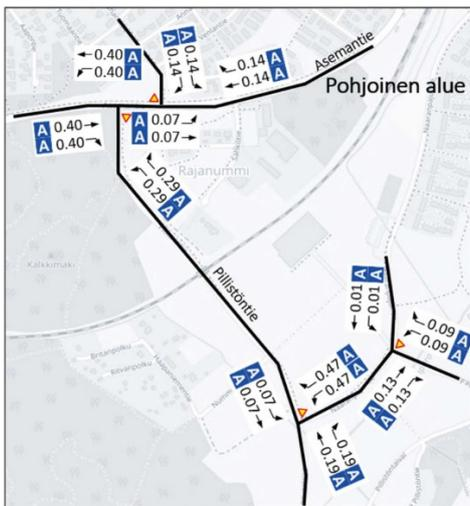 Asemantie
Pohjoinen alue
← 0.40 A
0.40 A
A 0.14
A 0.14
0.14 A
← 0.14 A
A 0.40 →
A 0.40
A 0.07
A 0.07 →
Rajanummi
0.29 A
0.29 A
Kalkkimäki
Pillistöntie
0.01 A
0.01 A
0.09 A
0.09 A
Britanpolku
Ritvanpolku
0.47 A
0.47 A
A 0.07
A 0.07
A 0.13
A 0.13
0.19 A
0.19 A